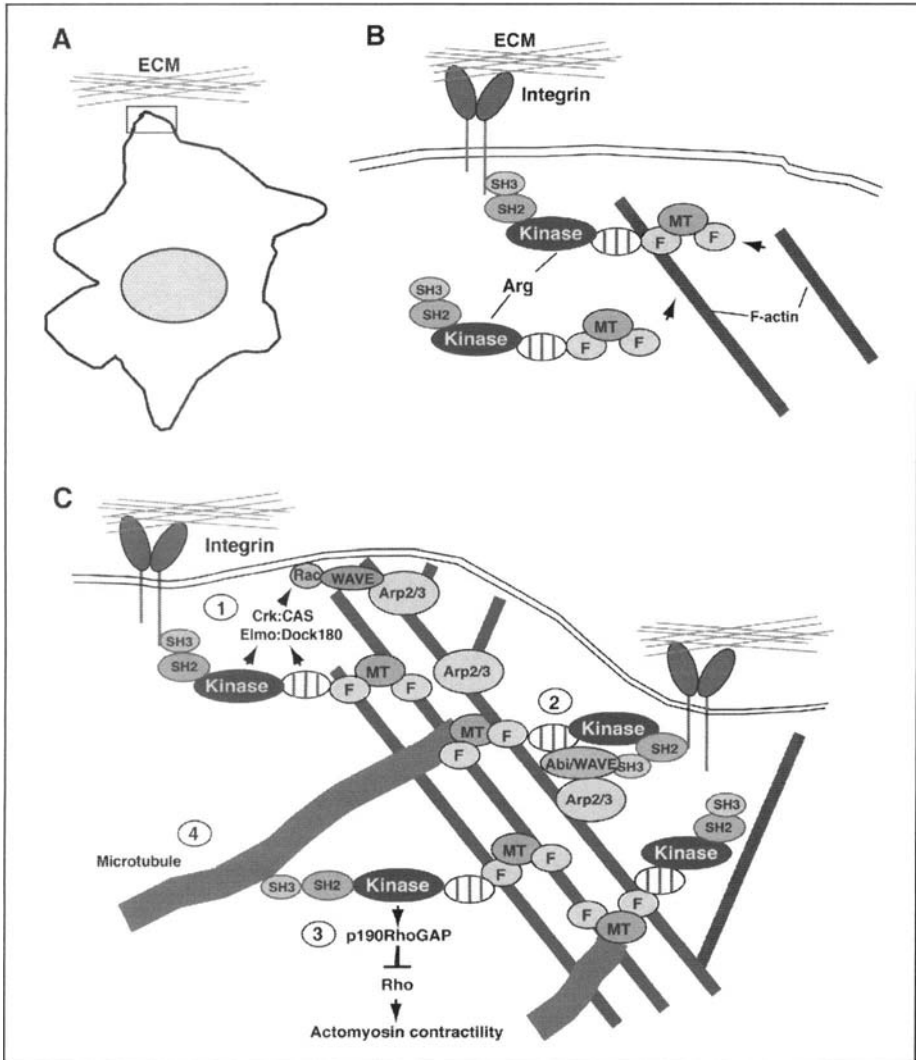 A
ECM
B
ECM
Integrin
SH3
SH2
Kinase
F
MT
F
Arg
SH3
SH2
Kinase
F
MT
F
F-actin
C
Integrin
Rac
WAVE
Arp2/3
1
Crk:CAS
Elmo:Dock180
SH3
SH2
Kinase
F
MT
F
Arp2/3
2
MT
F
F
Kinase
SH2
Abi/WAVE
SH3
Arp2/3
SH3
SH2
Kinase
4
Microtubule
MT
F
F
SH3
SH2
Kinase
F
F
MT
3
p190RhoGAP
Rho
Actomyosin contractility